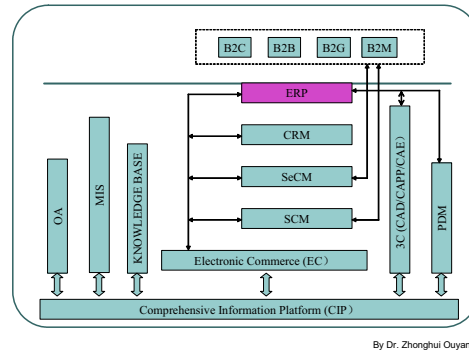 B2C B2B B2G B2M
ERP
CRM
SeCM
SCM
OA
MIS
KNOWLEDGE BASE
Electronic Commerce (EC)
3C (CAD/CAPP/CAE)
PDM
Comprehensive Information Platform (CIP)
By Dr. Zhonghui Ouyan